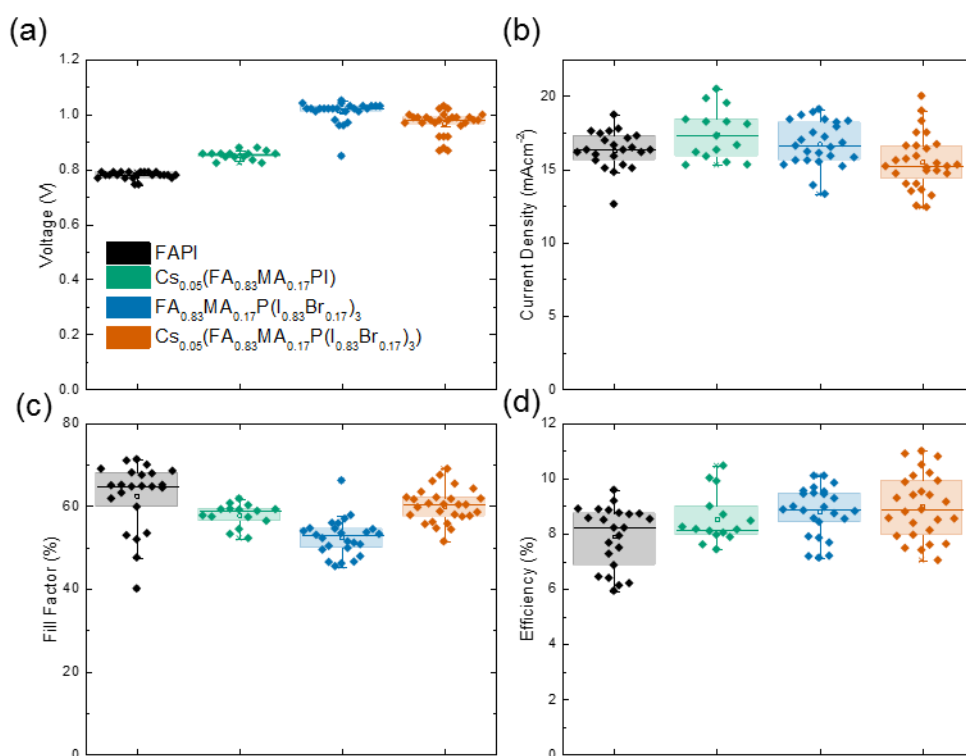 (a)
1.2
1.0
0.8
0.6
0.4
0.2
0.0
Voltage (V)
FAPI
Cs0.05(FA0.83MA0.17PI)
FA0.83MA0.17P(I0.83Br0.17)3
Cs0.05(FA0.83MA0.17P(I0.83Br0.17)3)
(b)
20
15
10
5
0
Current Density (mAcm-2)
(c)
80
60
40
20
0
Fill Factor (%)
(d)
12
10
8
6
4
2
0
Efficiency (%)